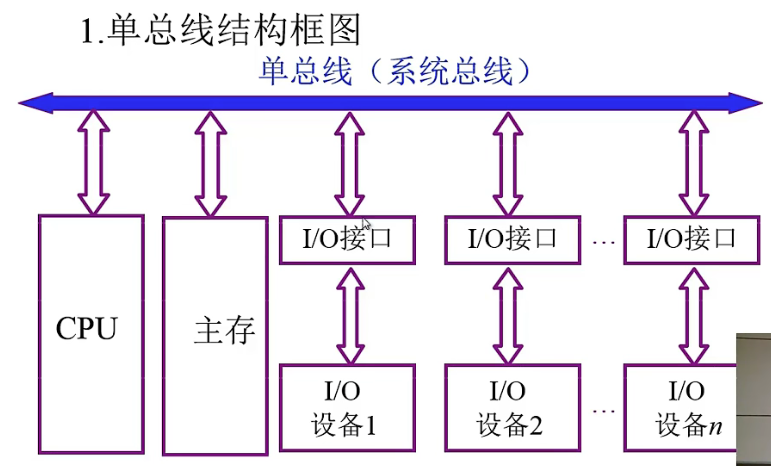 1.单总线结构框图
单总线（系统总线）
I/O接口
I/O接口
…
I/O接口
CPU
主存
I/O
设备1
I/O
设备2
…
I/O
设备n